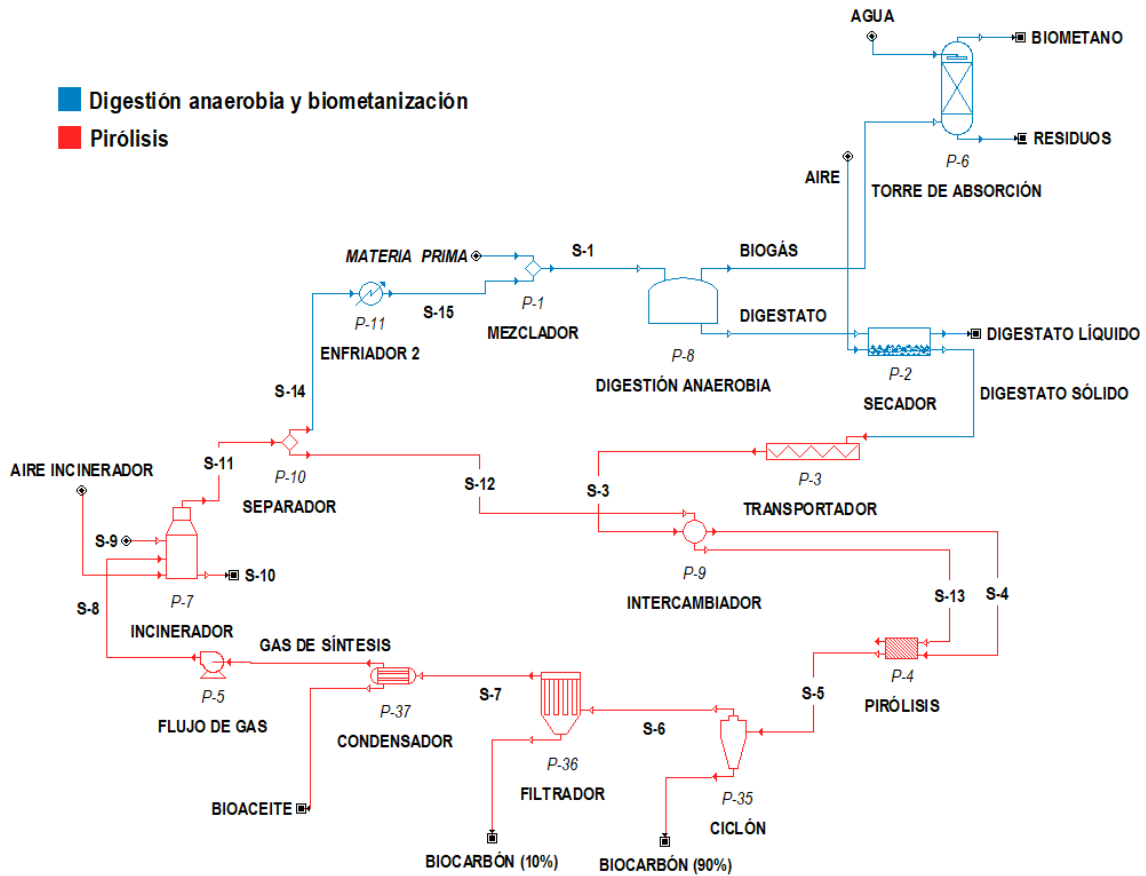 AGUA
BIOMETANO
Digestión anaerobia y biometanización
Pirólisis
RESIDUOS
P-6
AIRE
TORRE DE ABSORCIÓN
MATERIA PRIMA
S-1
BIOGÁS
P-11
S-15
P-1
MEZCLADOR
DIGESTATO
DIGESTATO LÍQUIDO
ENFRIADOR 2
P-8
DIGESTIÓN ANAEROBIA
P-2
SECADOR
DIGESTATO SÓLIDO
S-14
S-11
AIRE INCINERADOR
P-10
SEPARADOR
S-12
S-3
P-3
TRANSPORTADOR
S-9
S-10
P-7
INCINERADOR
S-8
P-9
INTERCAMBIADOR
S-13
S-4
GAS DE SÍNTESIS
P-5
FLUJO DE GAS
P-37
CONDENSADOR
S-7
S-6
S-5
P-4
PIRÓLISIS
P-36
FILTRADOR
P-35
CICLÓN
BIOACEITE
BIOCARBÓN (10%)
BIOCARBÓN (90%)